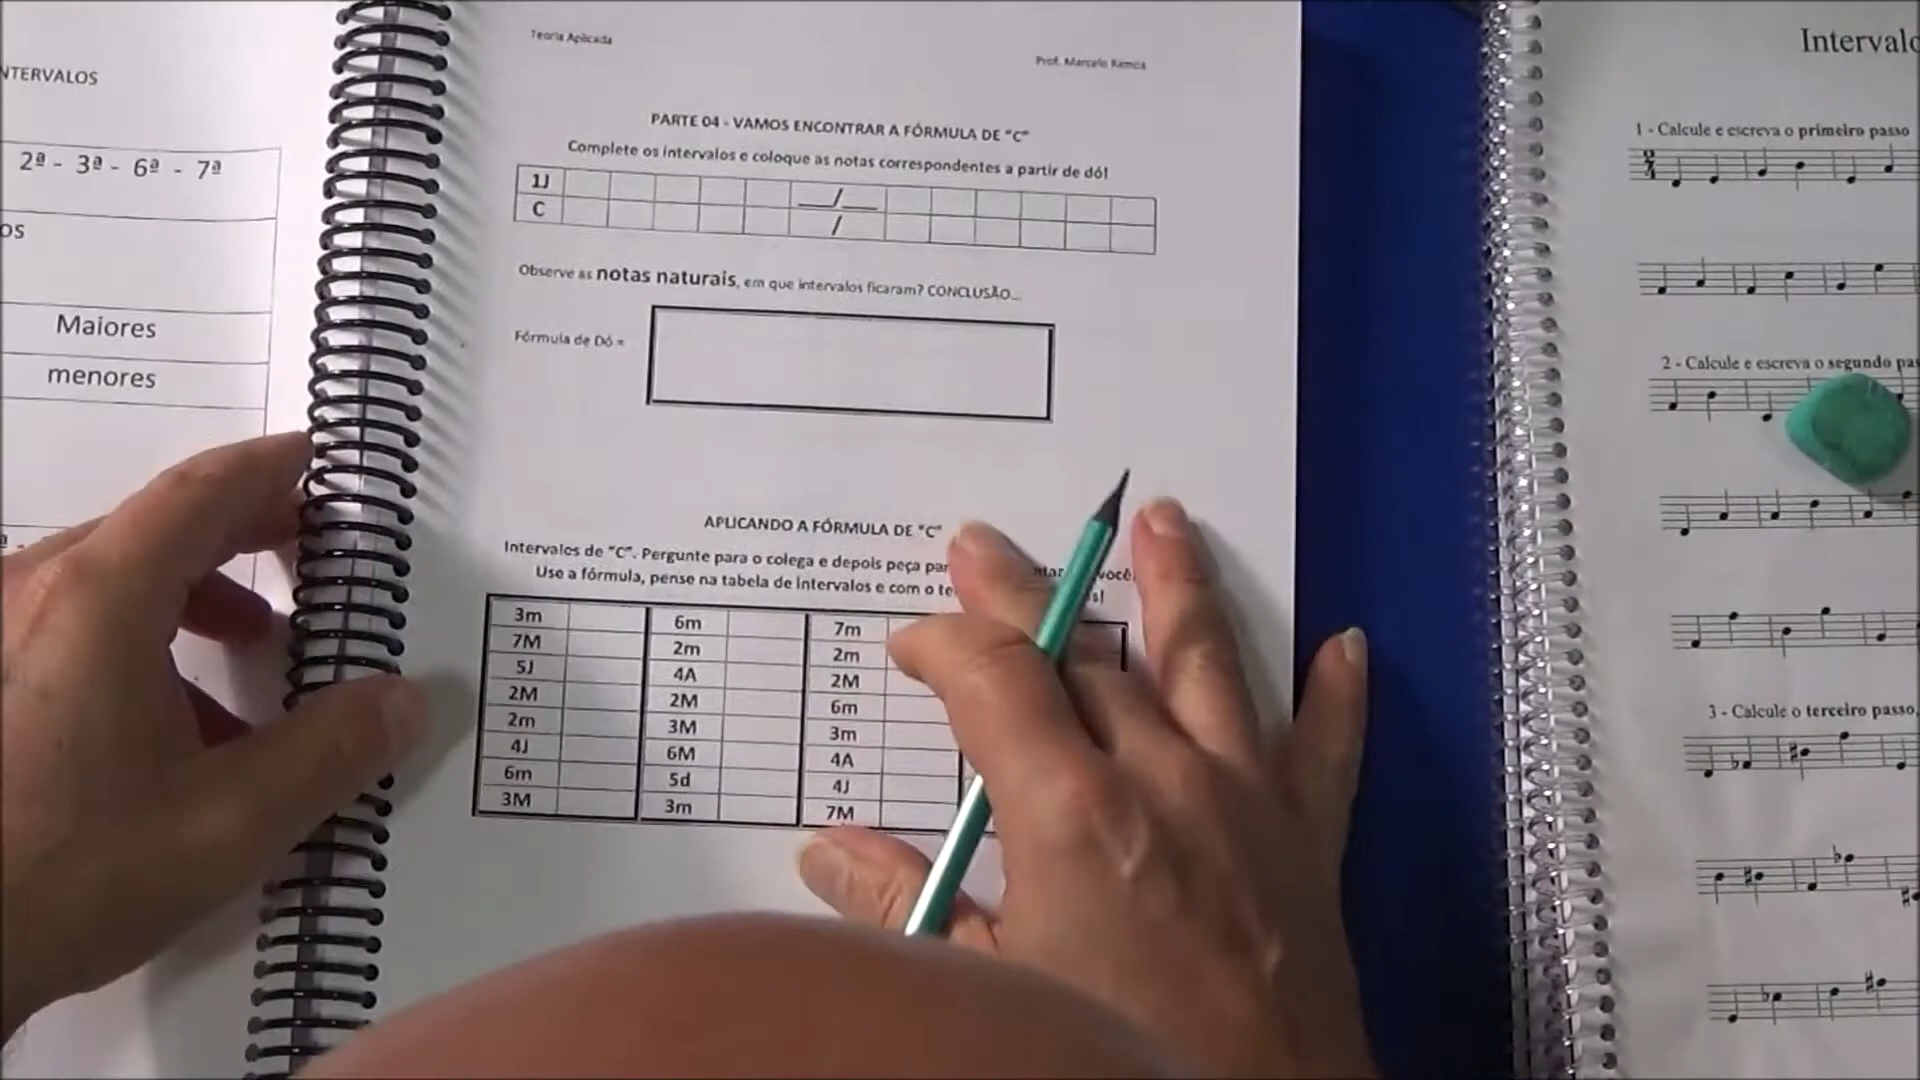 NTERVALOS
2ª - 3ª - 6ª - 7ª
OS
Maiores
menores
Teoria Aplicada
Prof. Marcelo Ramos
PARTE 04 - VAMOS ENCONTRAR A FÓRMULA DE "C"
Complete os intervalos e coloque as notas correspondentes a partir de dó!
1J __/__
C /
Observe as notas naturais, em que intervalos ficaram? CONCLUSÃO...
Fórmula de Dó =
APLICANDO A FÓRMULA DE "C"
Intervalos de "C". Pergunte para o colega e depois peça par você!
Use a fórmula, pense na tabela de intervalos e com o te s!
3m 6m 7m
7M 2m 2m
5J 4A 2M
2M 2M 6m
2m 3M 3m
4J 6M 4A
6m 5d 4J
3M 3m 7M
Intervalo
1 - Calcule e escreva o primeiro passo
2 - Calcule e escreva o segundo pas
3 - Calcule o terceiro passo,